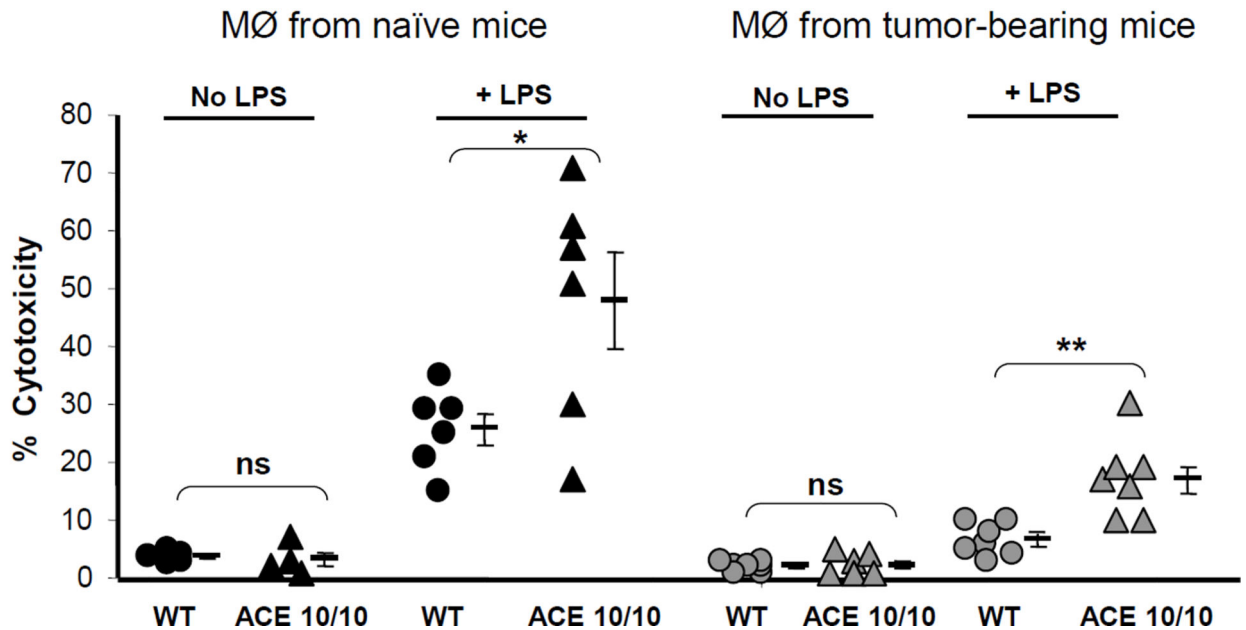 MØ from naïve mice
MØ from tumor-bearing mice
No LPS
+ LPS
No LPS
+ LPS
% Cytotoxicity
80
70
60
50
40
30
20
10
0
ns
*
ns
**
WT
ACE 10/10
WT
ACE 10/10
WT
ACE 10/10
WT
ACE 10/10